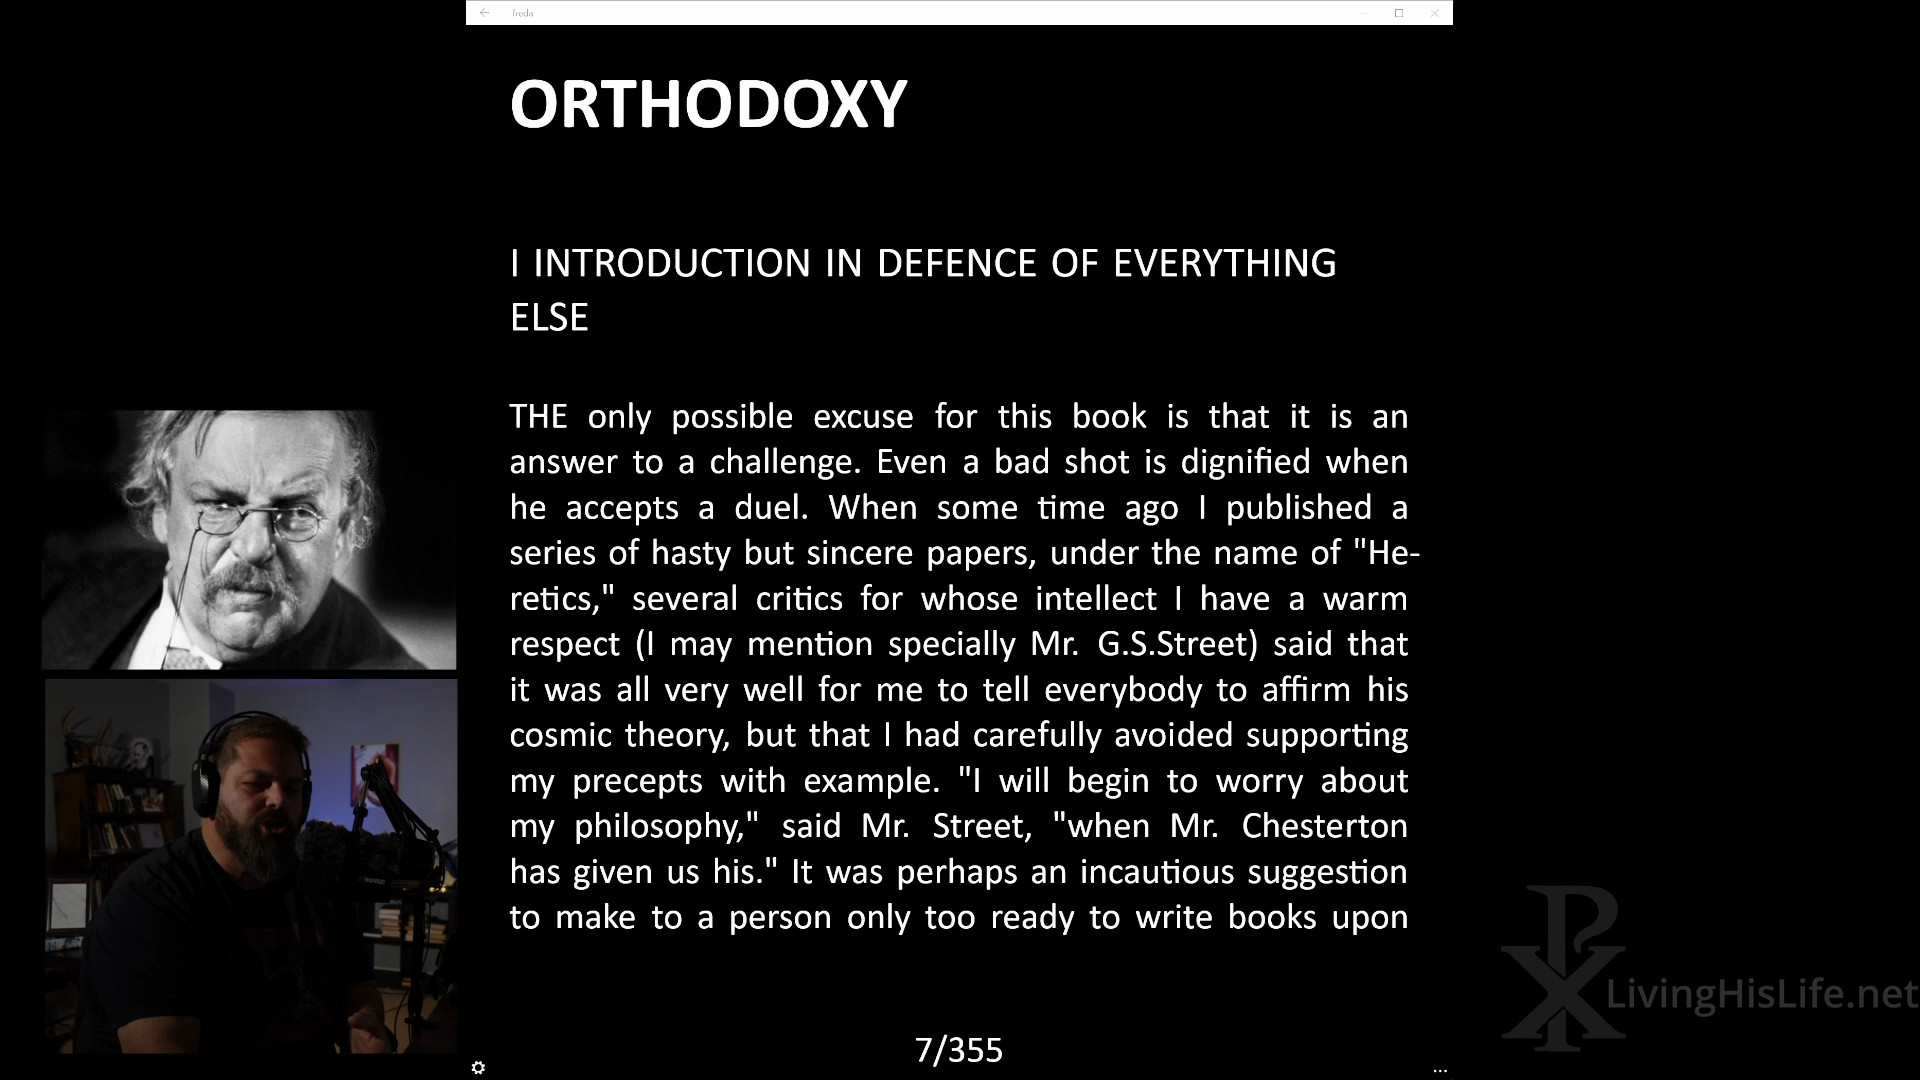 freda
ORTHODOXY
I INTRODUCTION IN DEFENCE OF EVERYTHING
ELSE
THE only possible excuse for this book is that it is an
answer to a challenge. Even a bad shot is dignified when
he accepts a duel. When some time ago I published a
series of hasty but sincere papers, under the name of "He-
retics," several critics for whose intellect I have a warm
respect (I may mention specially Mr. G.S.Street) said that
it was all very well for me to tell everybody to affirm his
cosmic theory, but that I had carefully avoided supporting
my precepts with example. "I will begin to worry about
my philosophy," said Mr. Street, "when Mr. Chesterton
has given us his." It was perhaps an incautious suggestion
to make to a person only too ready to write books upon
7/355
...
LivingHisLife.net